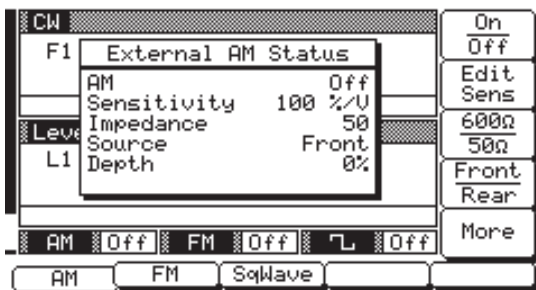 CW
F1
External AM Status
AM Off
Sensitivity 100 %/V
Impedance 50
Source Front
Depth 0%
Leve
L1
AM Off FM Off Off
AM FM SqWave
On
Off
Edit
Sens
600Ω
50Ω
Front
Rear
More